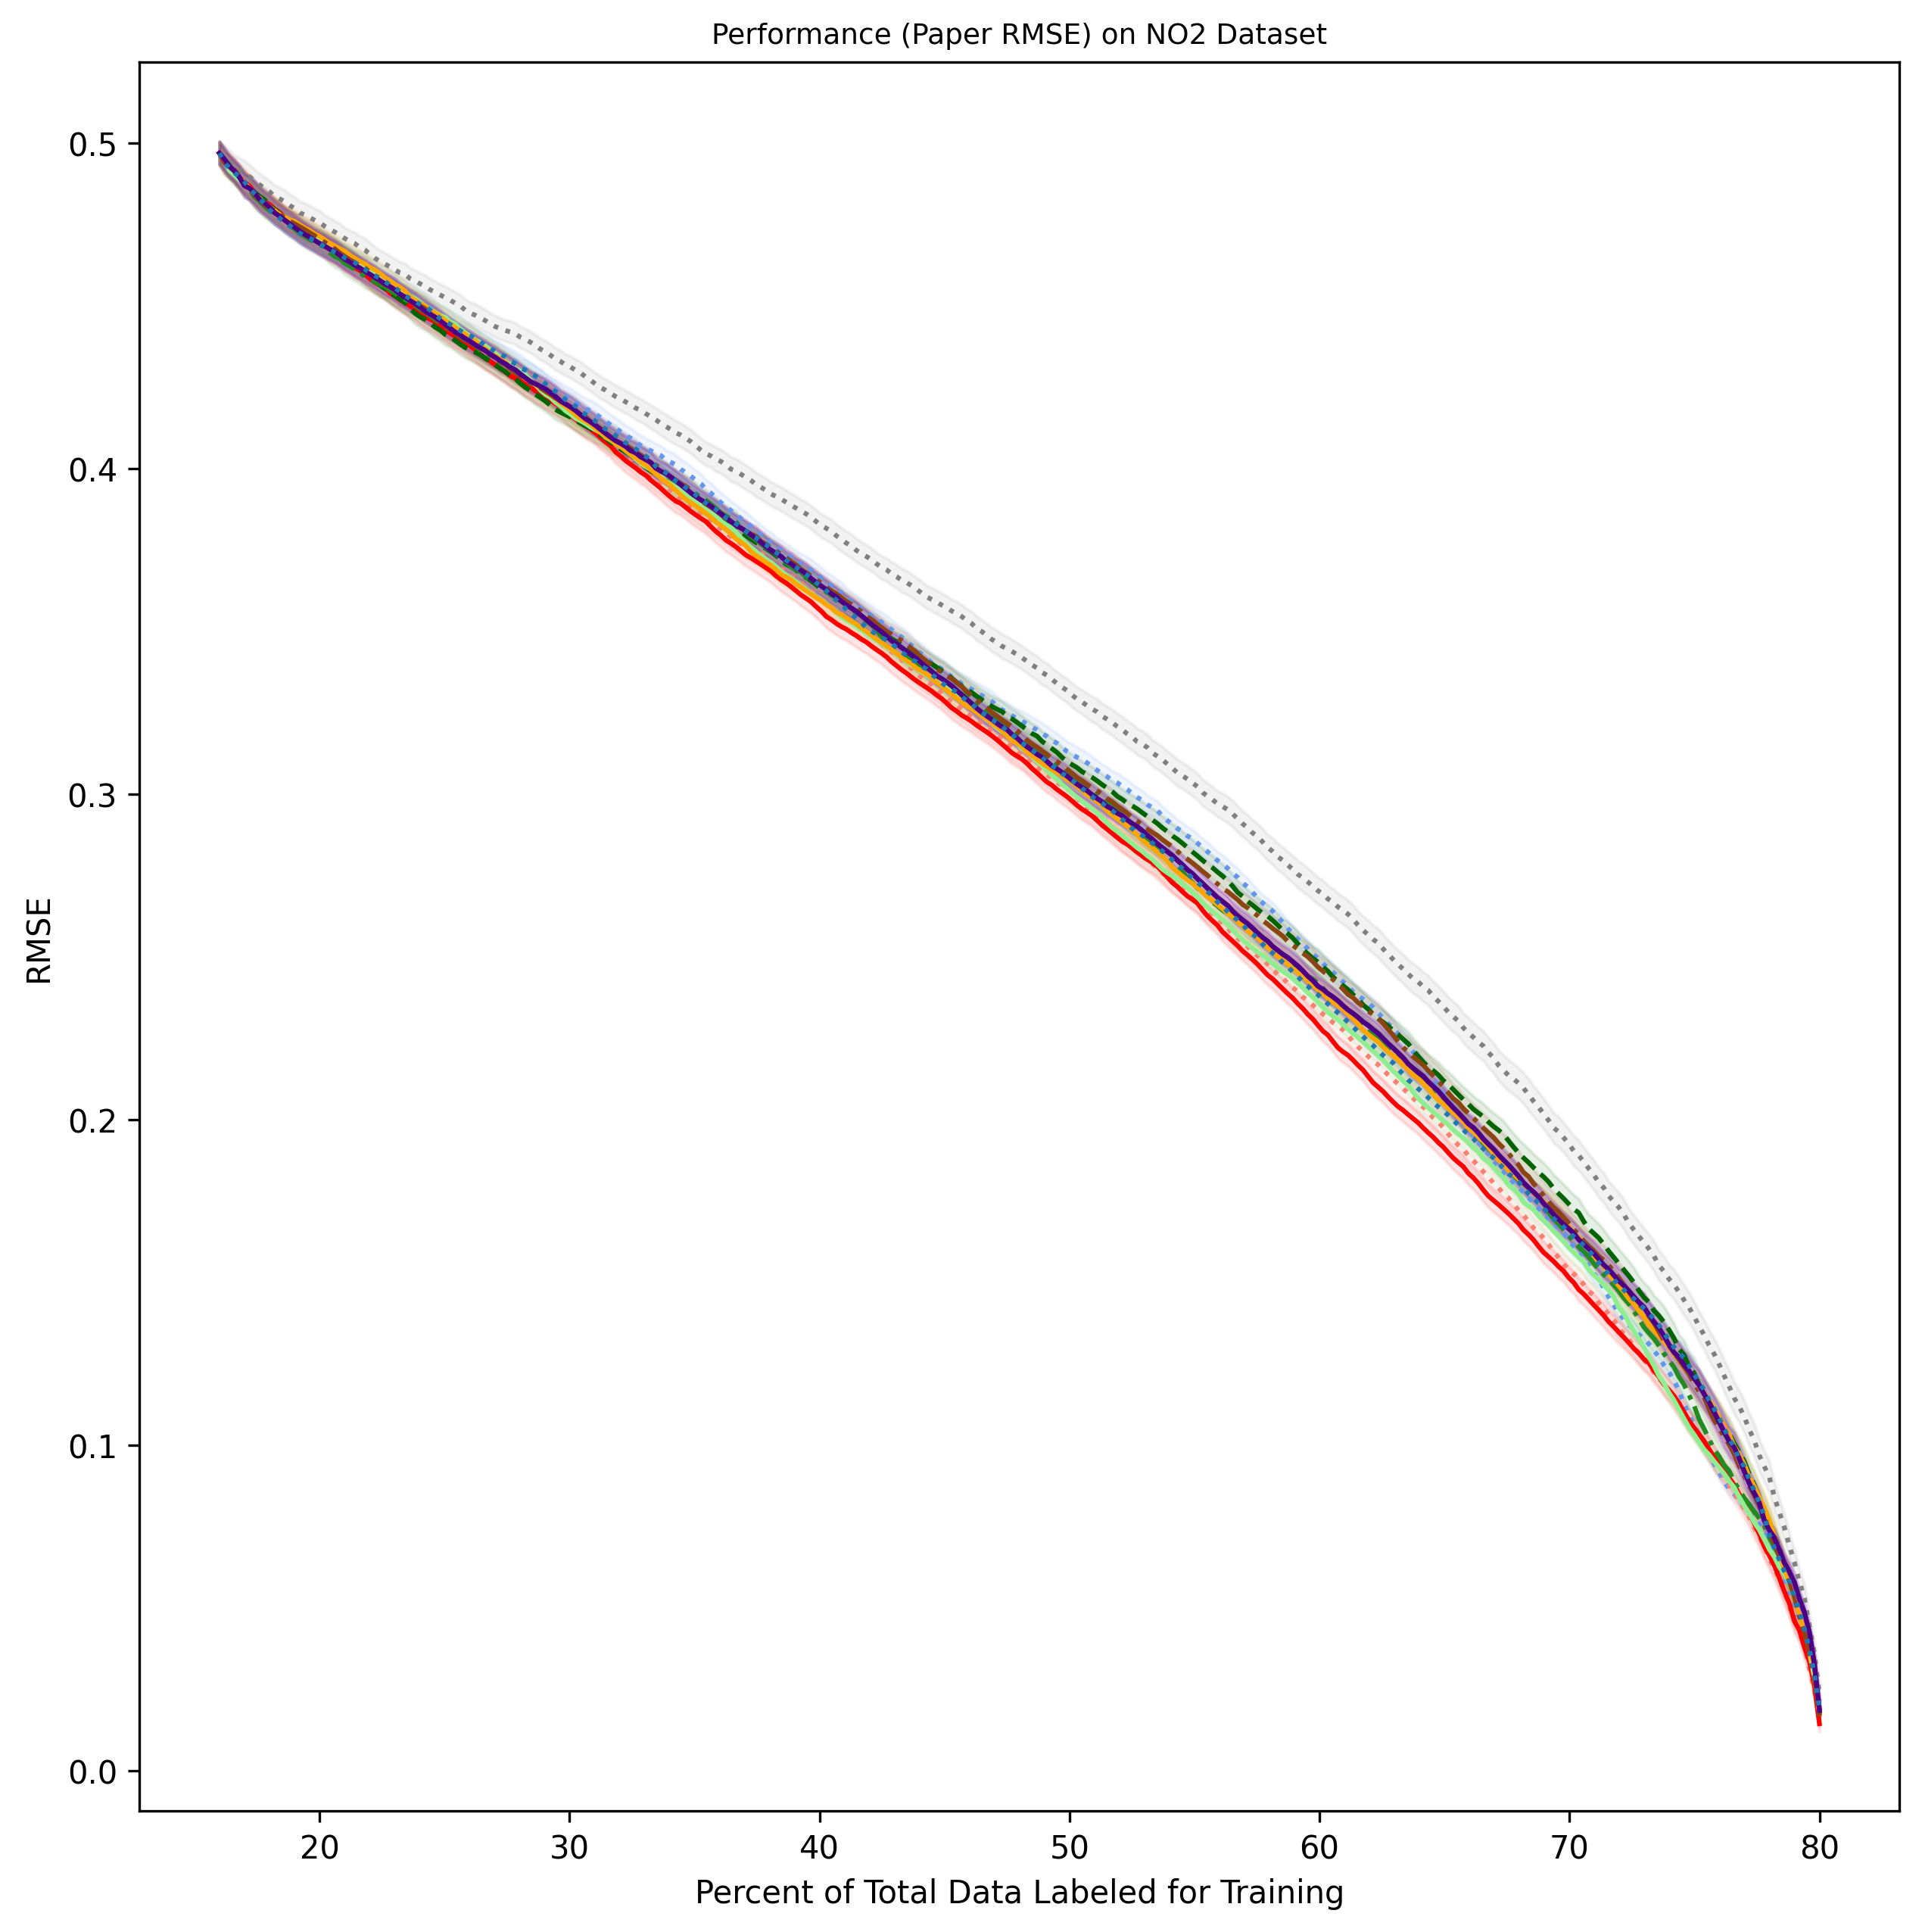 Performance (Paper RMSE) on NO2 Dataset
RMSE
0.5
0.4
0.3
0.2
0.1
0.0
20 30 40 50 60 70 80
Percent of Total Data Labeled for Training